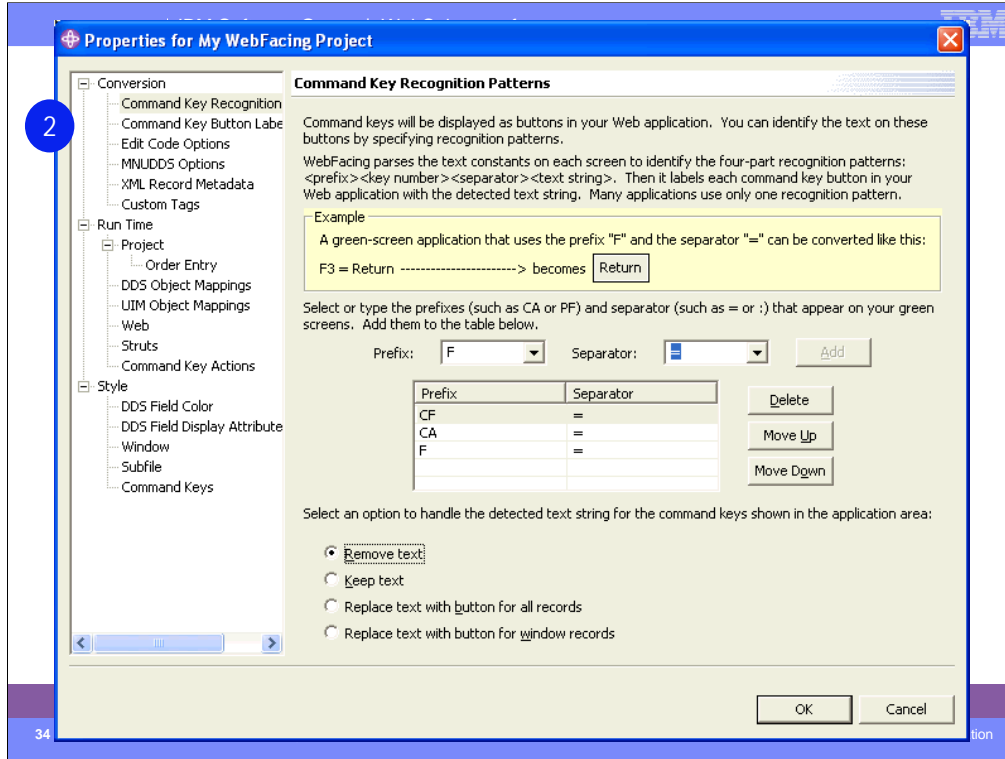 Properties for My WebFacing Project
Conversion
Command Key Recognition
Command Key Button Labe
Edit Code Options
MNUDDS Options
XML Record Metadata
Custom Tags
Run Time
Project
Order Entry
DDS Object Mappings
UIM Object Mappings
Web
Struts
Command Key Actions
Style
DDS Field Color
DDS Field Display Attribute
Window
Subfile
Command Keys
2
Command Key Recognition Patterns
Command keys will be displayed as buttons in your Web application. You can identify the text on these
buttons by specifying recognition patterns.
WebFacing parses the text constants on each screen to identify the four-part recognition patterns:
<prefix><key number><separator><text string>. Then it labels each command key button in your
Web application with the detected text string. Many applications use only one recognition pattern.
Example
A green-screen application that uses the prefix "F" and the separator "=" can be converted like this:
F3 = Return -----------------------> becomes Return
Select or type the prefixes (such as CA or PF) and separator (such as = or :) that appear on your green
screens. Add them to the table below.
Prefix: F Separator: = Add
Prefix Separator
CF =
CA =
F =
Delete
Move Up
Move Down
Select an option to handle the detected text string for the command keys shown in the application area:
Remove text
Keep text
Replace text with button for all records
Replace text with button for window records
OK Cancel
34
tion